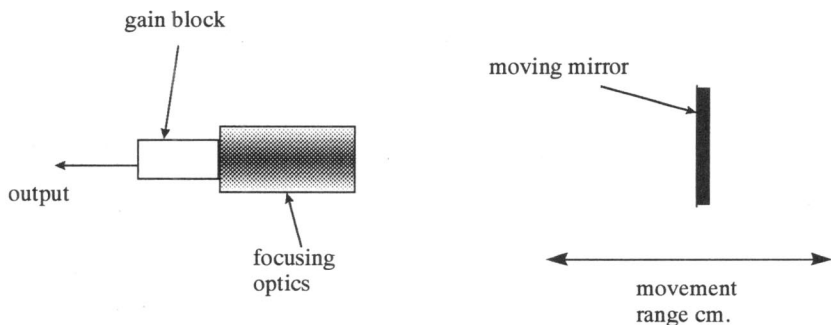 gain block
moving mirror
output
focusing
optics
movement
range cm.